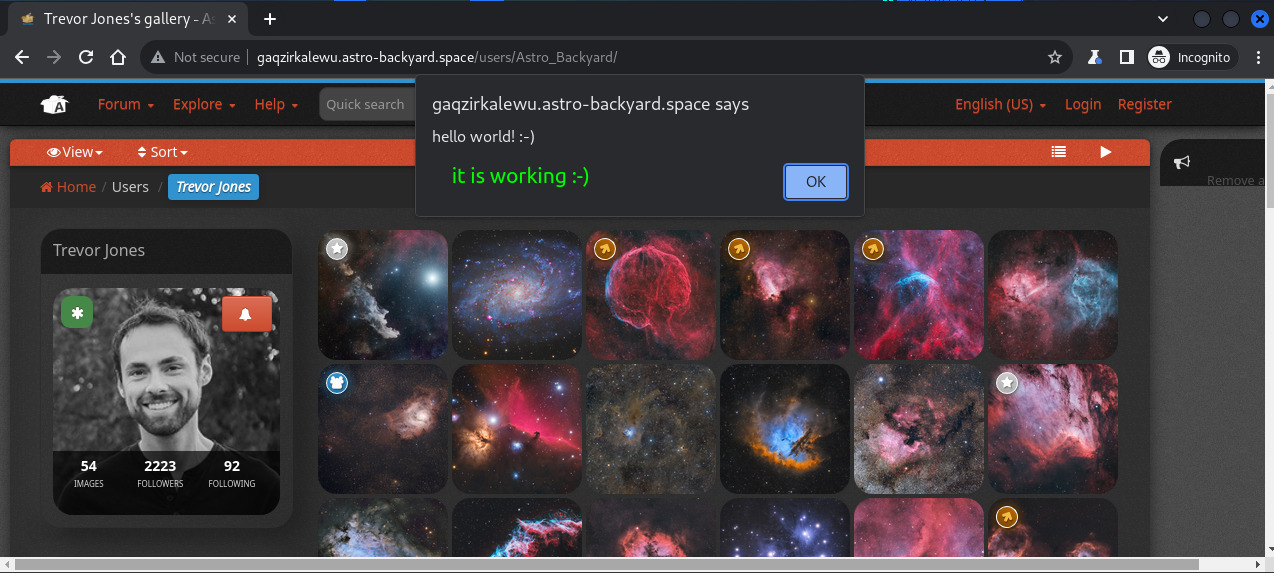 Trevor Jones's gallery - As
Not secure
gaqzirkalewu.astro-backyard.space/users/Astro_Backyard/
Incognito
A
Forum
Explore
Help
Quick search
English (US)
Login
Register
gaqzirkalewu.astro-backyard.space says
hello world! :-)
it is working :-)
OK
View
Sort
Home / Users / Trevor Jones
Remove a
Trevor Jones
54
2223
92
IMAGES
FOLLOWERS
FOLLOWING